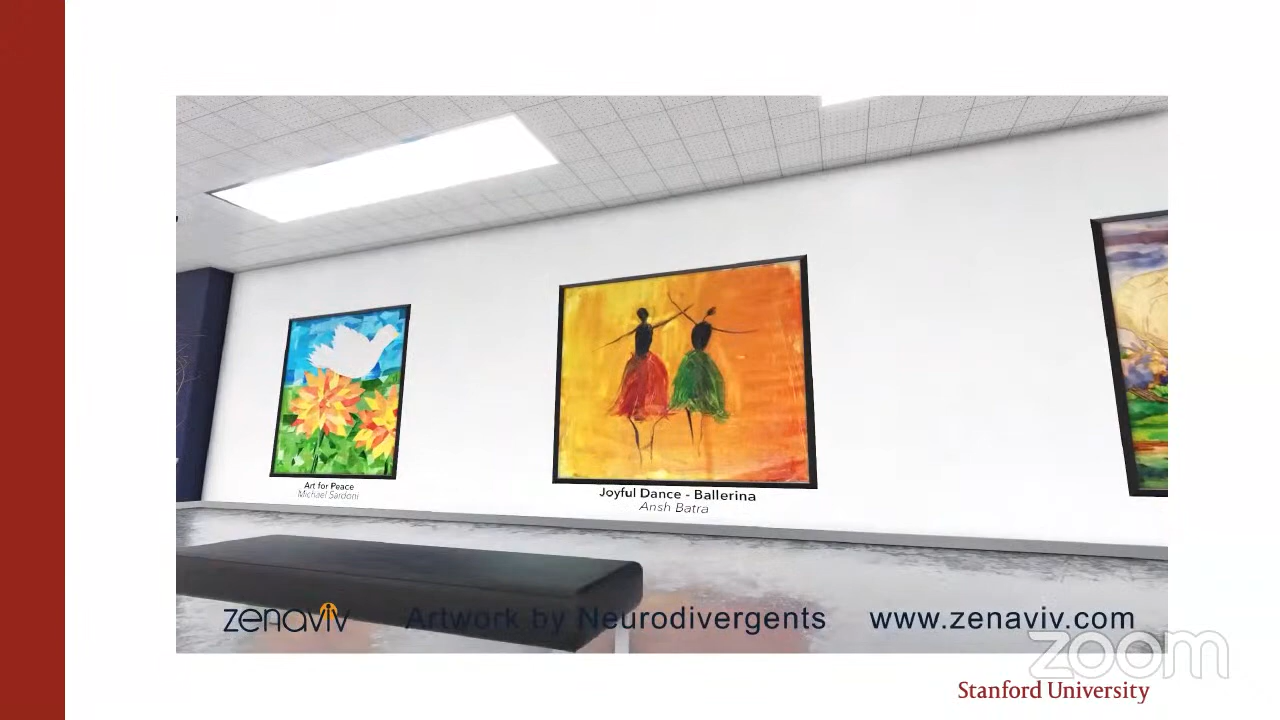 Art for Peace
Michael Sardoni
Joyful Dance - Ballerina
Ansh Batra
zenaviv Artwork by Neurodivergents www.zenaviv.com
zoom
Stanford University